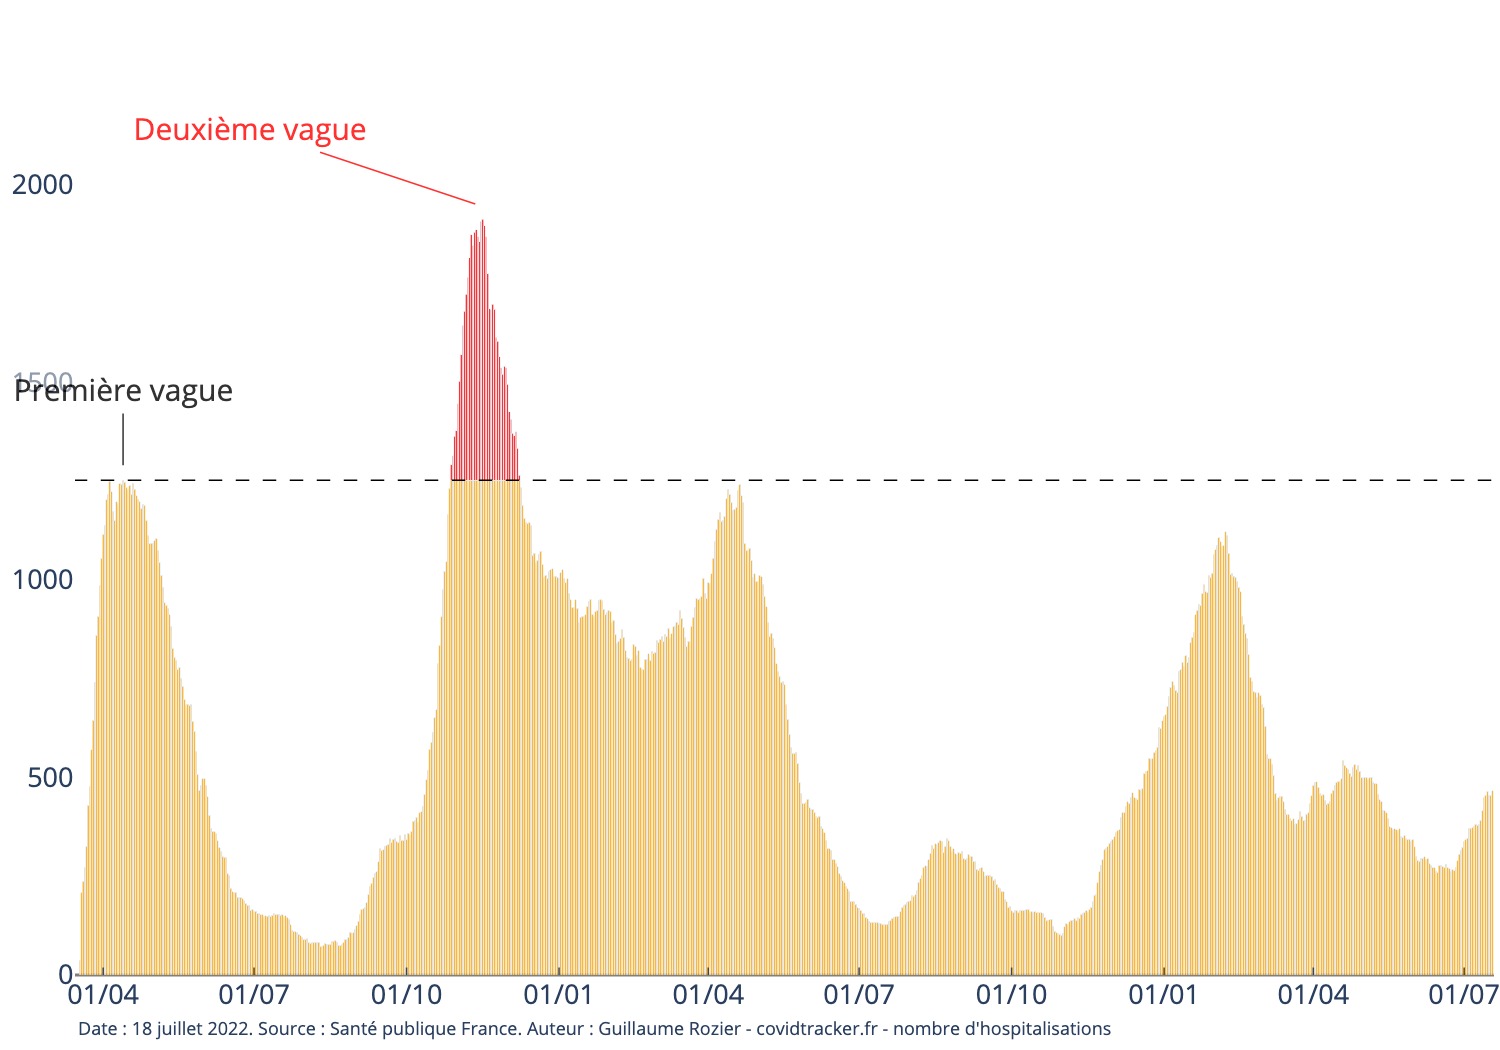 Deuxième vague
2000
1500
Première vague
1000
500
0
01/04 01/07 01/10 01/01 01/04 01/07 01/10 01/01 01/04 01/07
Date : 18 juillet 2022. Source : Santé publique France. Auteur : Guillaume Rozier - covidtracker.fr - nombre d'hospitalisations